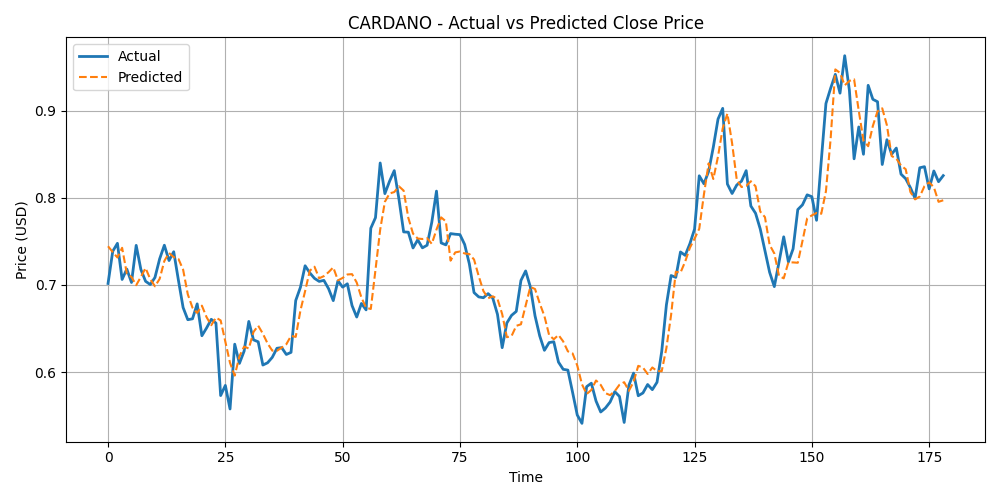 CARDANO - Actual vs Predicted Close Price
Actual
Predicted
Price (USD)
0.9
0.8
0.7
0.6
0 25 50 75 100 125 150 175
Time